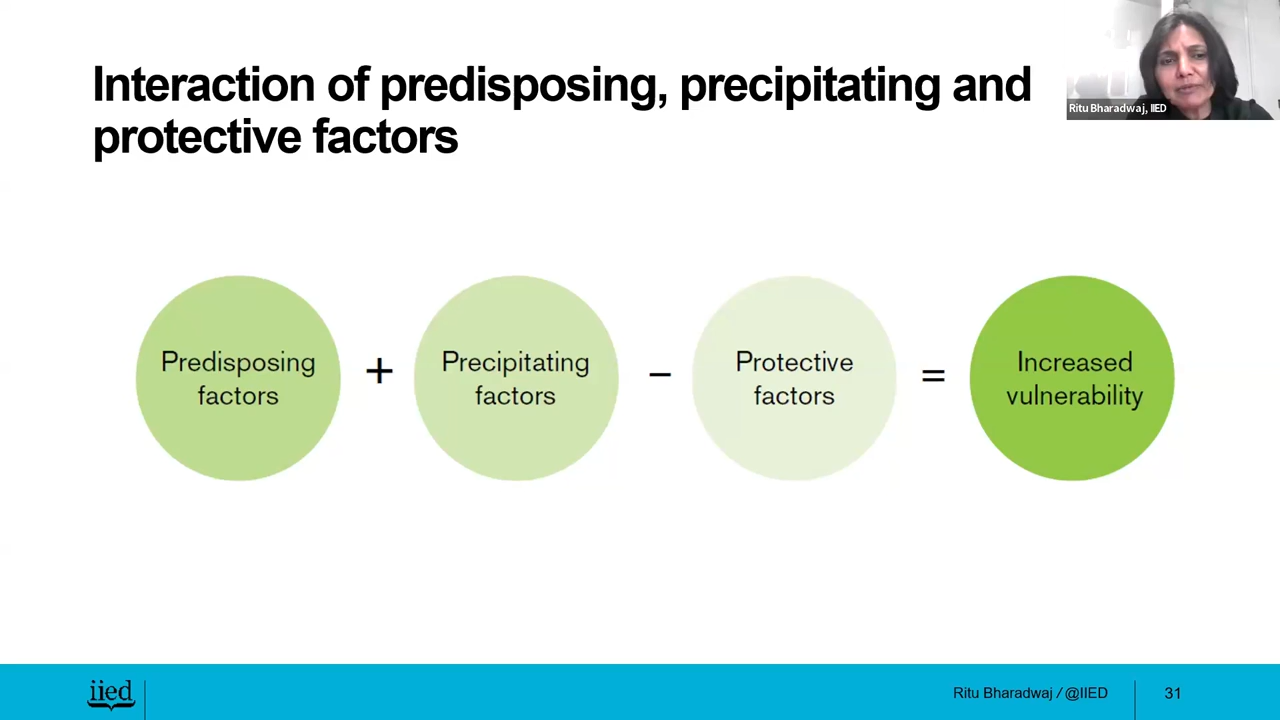 Interaction of predisposing, precipitating and
protective factors
Ritu Bharadwaj, IIED
Predisposing
factors
+
Precipitating
factors
−
Protective
factors
=
Increased
vulnerability
iied
Ritu Bharadwaj / @IIED
31